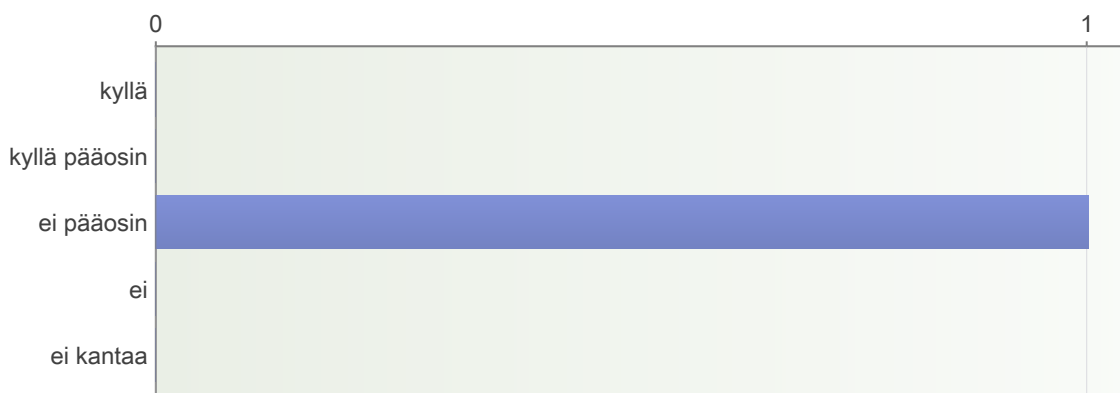 0 1
kyllä
kyllä pääosin
ei pääosin
ei
ei kantaa